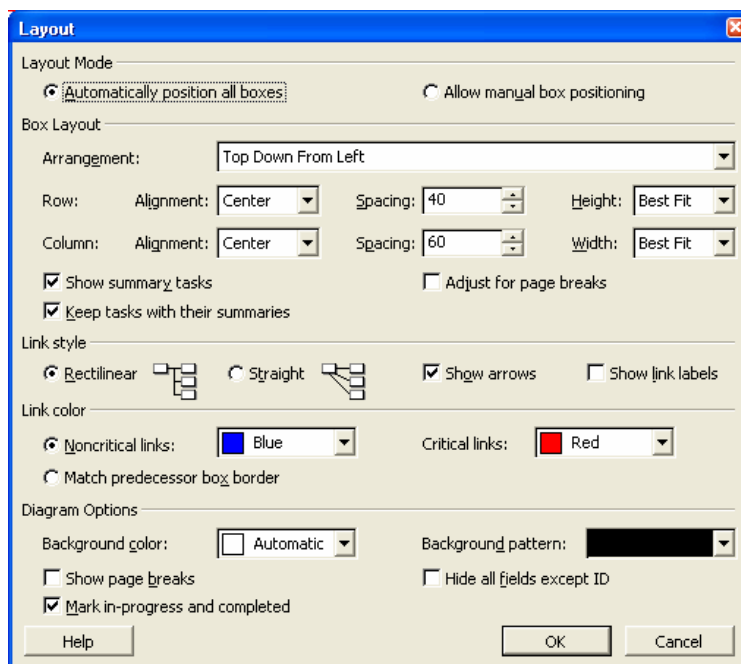 Layout
Layout Mode
Automatically position all boxes Allow manual box positioning
Box Layout
Arrangement: Top Down From Left
Row: Alignment: Center Spacing: 40 Height: Best Fit
Column: Alignment: Center Spacing: 60 Width: Best Fit
Show summary tasks Adjust for page breaks
Keep tasks with their summaries
Link style
Rectilinear Straight Show arrows Show link labels
Link color
Noncritical links: Blue Critical links: Red
Match predecessor box border
Diagram Options
Background color: Automatic Background pattern:
Show page breaks Hide all fields except ID
Mark in-progress and completed
Help OK Cancel